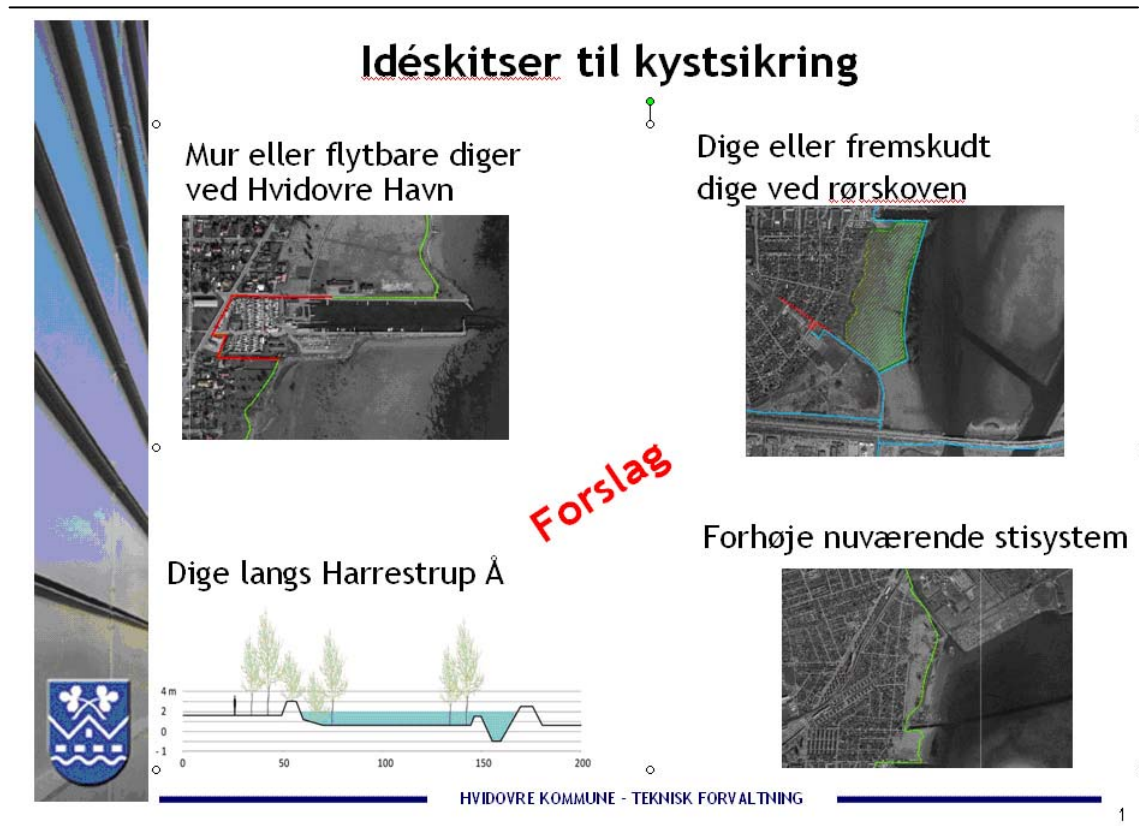 Idéskitser til kystsikring
Mur eller flytbare diger
ved Hvidovre Havn
Dige eller fremskudt
dige ved rørskoven
Forslag
Dige langs Harrestrup Å
4 m
2
0
- 1
0
50
100
150
200
Forhøje nuværende stisystem
HVIDOVRE KOMMUNE - TEKNISK FORVALTNING
1